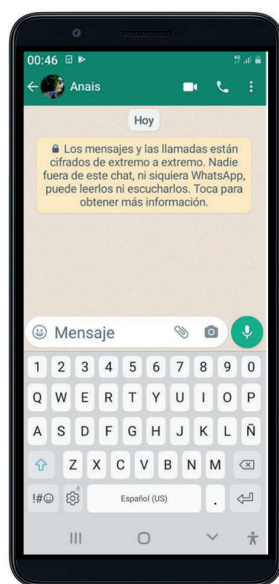 00:46
Anais
Hoy
Los mensajes y las llamadas están
cifrados de extremo a extremo. Nadie
fuera de este chat, ni siquiera WhatsApp,
puede leerlos ni escucharlos. Toca para
obtener más información.
Mensaje
1 2 3 4 5 6 7 8 9 0
Q W E R T Y U I O P
A S D F G H J K L Ñ
Z X C V B N M
!#☺ Español (US) .